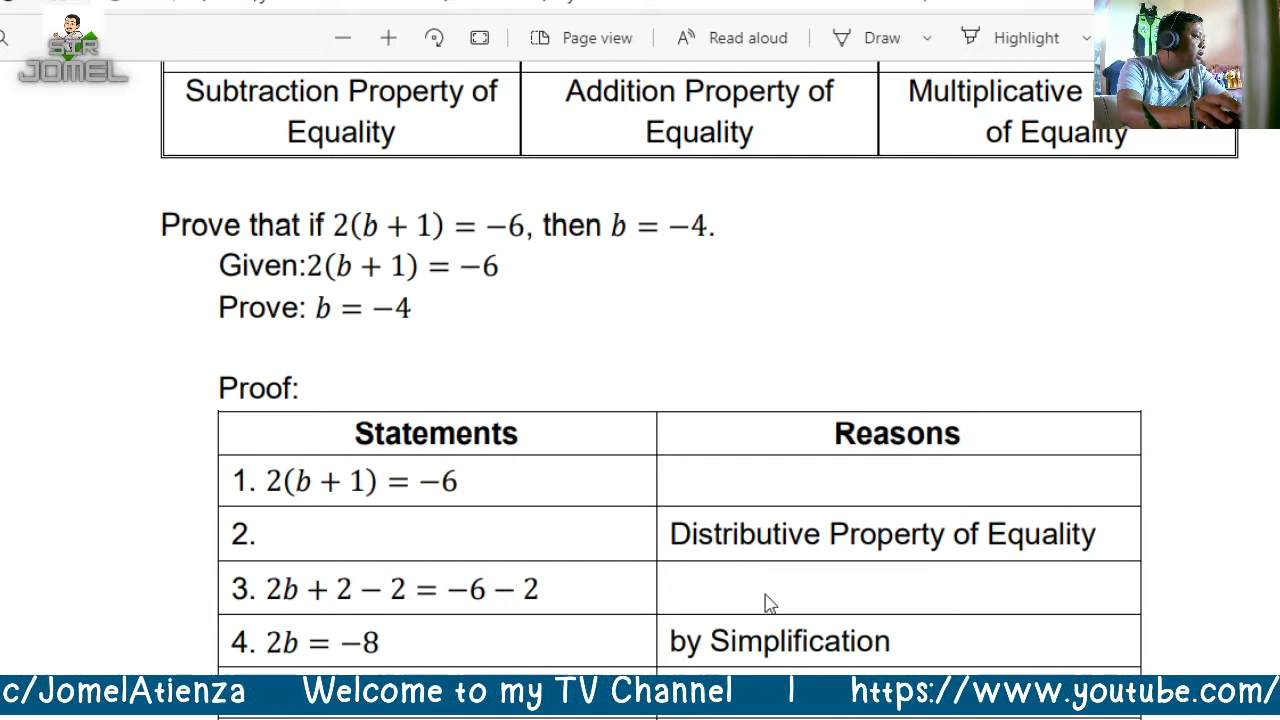 SIR
JOMEL
Page view
Read aloud
Draw
Highlight
Subtraction Property of
Equality
Addition Property of
Equality
Multiplicative
of Equality
Prove that if 2(b + 1) = −6, then b = −4.
Given:2(b + 1) = −6
Prove: b = −4
Proof:
Statements
Reasons
1. 2(b + 1) = −6
2.
Distributive Property of Equality
3. 2b + 2 − 2 = −6 − 2
4. 2b = −8
by Simplification
c/JomelAtienza Welcome to my TV Channel | https://www.youtube.com/